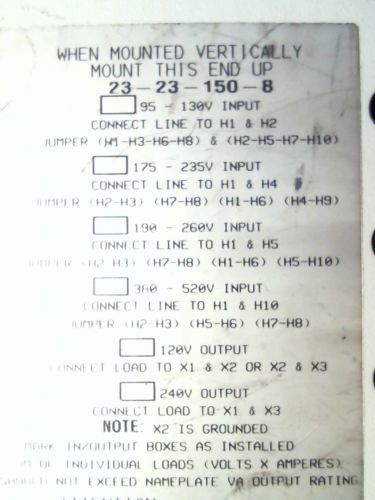 WHEN MOUNTED VERTICALLY
MOUNT THIS END UP
23-23-150-8
95 - 130V INPUT
CONNECT LINE TO H1 & H2
JUMPER (H1-H3-H6-H8) & (H2-H5-H7-H10)
175 - 235V INPUT
CONNECT LINE TO H1 & H4
JUMPER (H2-H3) (H7-H8) (H1-H6) (H4-H9)
190 - 260V INPUT
CONNECT LINE TO H1 & H5
JUMPER (H2-H3) (H7-H8) (H1-H6) (H5-H10)
380 - 520V INPUT
CONNECT LINE TO H1 & H10
JUMPER (H2-H3) (H5-H6) (H7-H8)
120V OUTPUT
CONNECT LOAD TO X1 & X2 OR X2 & X3
240V OUTPUT
CONNECT LOAD TO X1 & X3
NOTE: X2 IS GROUNDED
MARK IN/OUTPUT BOXES AS INSTALLED
OF INDIVIDUAL LOADS (VOLTS X AMPERES)
SHOULD NOT EXCEED NAMEPLATE VA OUTPUT RATING